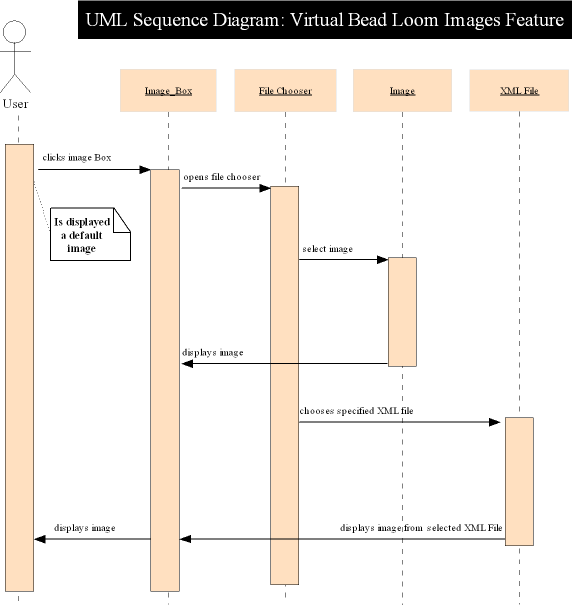 UML Sequence Diagram: Virtual Bead Loom Images Feature
User
Image_Box
File Chooser
Image
XML File
clicks image Box
opens file chooser
Is displayed
a default
image
select image
displays image
chooses specified XML file
displays image from selected XML File
displays image